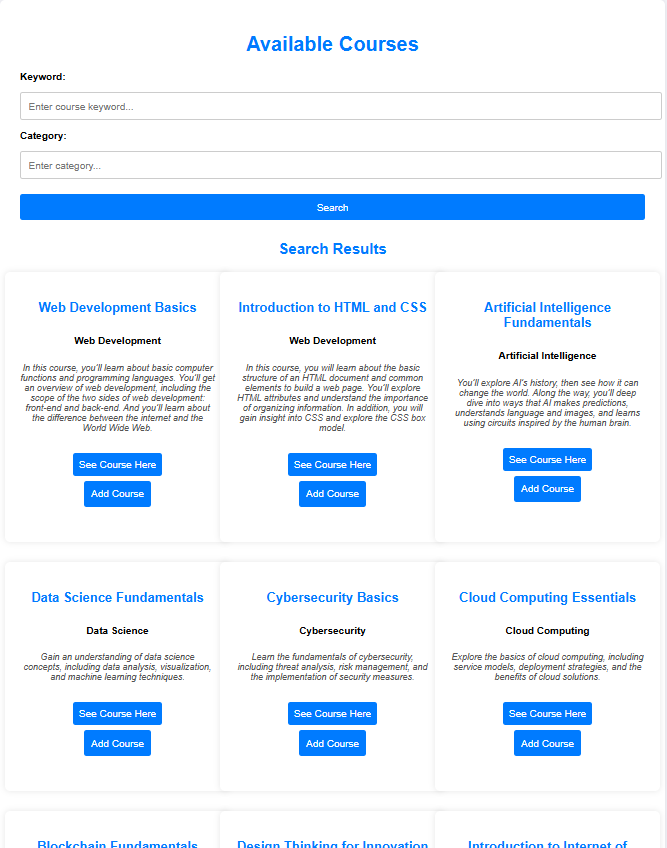 Available Courses
Keyword:
Enter course keyword...
Category:
Enter category...
Search
Search Results
Web Development Basics
Web Development
In this course, you'll learn about basic computer
functions and programming languages. You'll get
an overview of web development, including the
scope of the two sides of web development:
front-end and back-end. And you'll learn about
the difference between the internet and the
World Wide Web.
See Course Here
Add Course
Introduction to HTML and CSS
Web Development
In this course, you will learn about the basic
structure of an HTML document and common
elements to build a web page. You'll explore
HTML attributes and understand the importance
of organizing information. In addition, you will
gain insight into CSS and explore the CSS box
model.
See Course Here
Add Course
Artificial Intelligence
Fundamentals
Artificial Intelligence
You'll explore AI's history, then see how it can
change the world. Along the way, you'll deep
dive into ways that AI makes predictions,
understands language and images, and learns
using circuits inspired by the human brain.
See Course Here
Add Course
Data Science Fundamentals
Data Science
Gain an understanding of data science
concepts, including data analysis, visualization,
and machine learning techniques.
See Course Here
Add Course
Cybersecurity Basics
Cybersecurity
Learn the fundamentals of cybersecurity,
including threat analysis, risk management, and
the implementation of security measures.
See Course Here
Add Course
Cloud Computing Essentials
Cloud Computing
Explore the basics of cloud computing, including
service models, deployment strategies, and the
benefits of cloud solutions.
See Course Here
Add Course
Blockchain Fundamentals
Design Thinking for Innovation
Introduction to Internet of